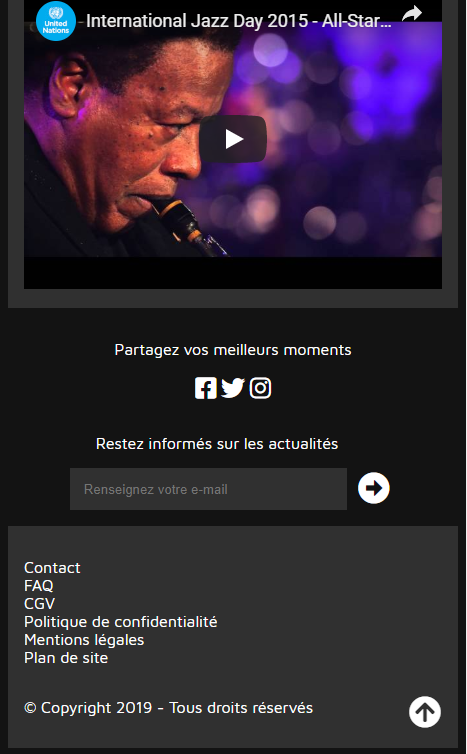 United
Nations
- International Jazz Day 2015 - All-Star...
Partagez vos meilleurs moments
Restez informés sur les actualités
Renseignez votre e-mail
Contact
FAQ
CGV
Politique de confidentialité
Mentions légales
Plan de site
© Copyright 2019 - Tous droits réservés